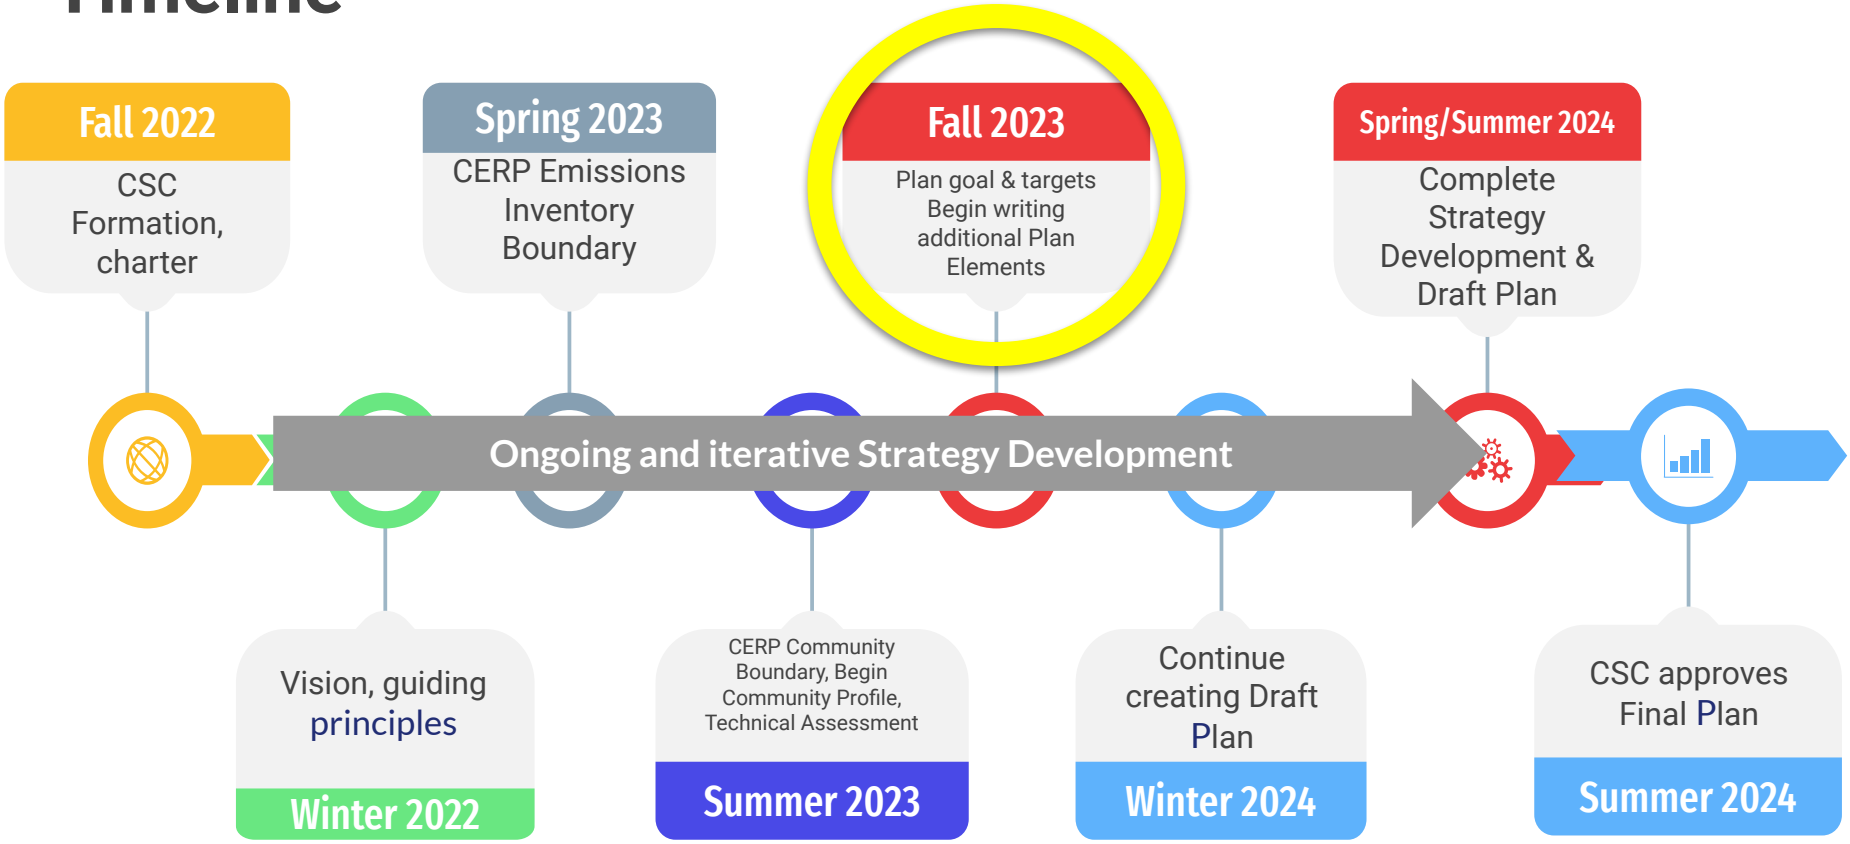 Timeline
Fall 2022
CSC
Formation,
charter
Spring 2023
CERP Emissions
Inventory
Boundary
Fall 2023
Plan goal & targets
Begin writing
additional Plan
Elements
Spring/Summer 2024
Complete
Strategy
Development &
Draft Plan
Ongoing and iterative Strategy Development
Vision, guiding
principles
Winter 2022
CERP Community
Boundary, Begin
Community Profile,
Technical Assessment
Summer 2023
Continue
creating Draft
Plan
Winter 2024
CSC approves
Final Plan
Summer 2024